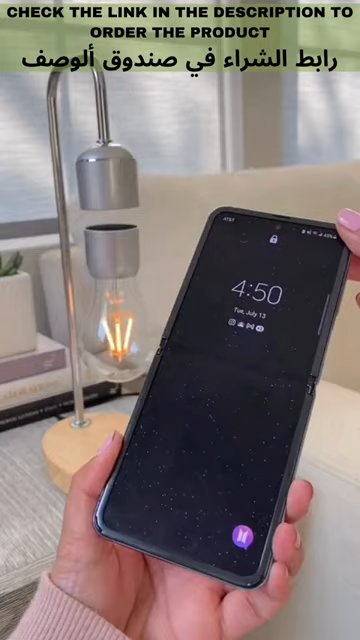 CHECK THE LINK IN THE DESCRIPTION TO
ORDER THE PRODUCT
رابط الشراء في صندوق ألوصف
AT&T
4:50
Tue, July 13